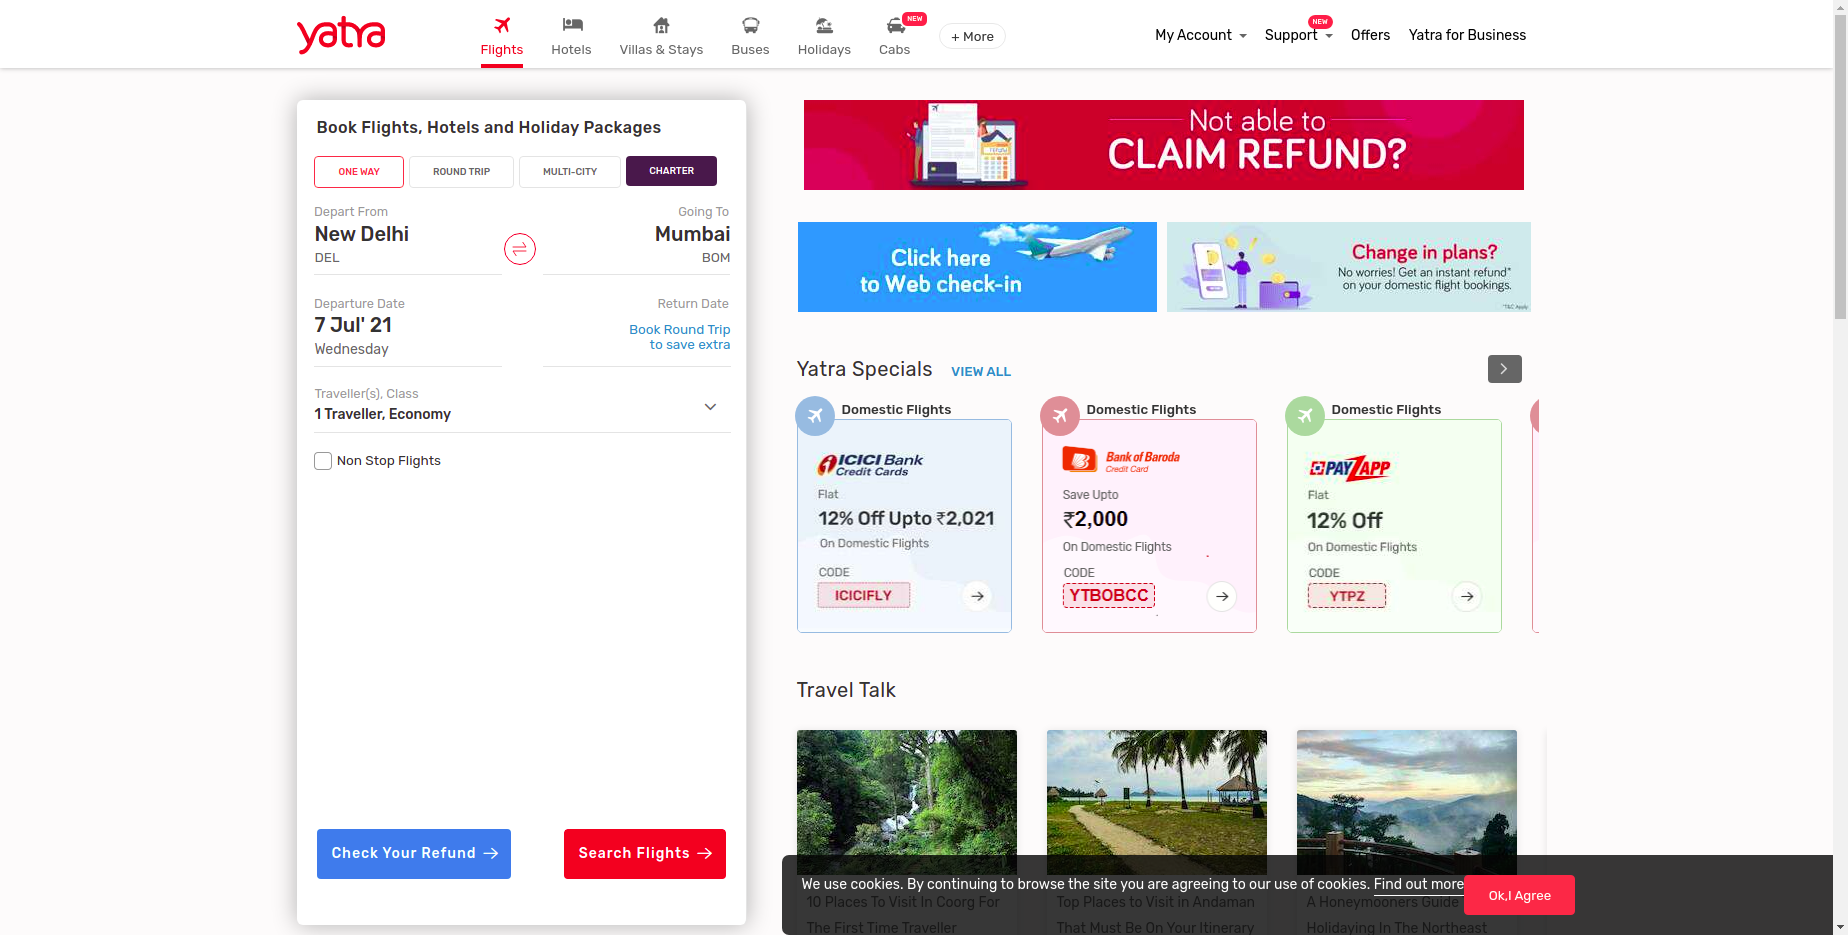 yatra
Flights
Hotels
Villas & Stays
Buses
Holidays
Cabs
NEW
+ More
My Account
Support
NEW
Offers
Yatra for Business
Book Flights, Hotels and Holiday Packages
ONE WAY
ROUND TRIP
MULTI-CITY
CHARTER
Depart From
New Delhi
DEL
Going To
Mumbai
BOM
Departure Date
7 Jul' 21
Wednesday
Return Date
Book Round Trip
to save extra
Traveller(s), Class
1 Traveller, Economy
Non Stop Flights
Check Your Refund
Search Flights
Not able to
CLAIM REFUND?
Click here
to Web check-in
Change in plans?
No worries! Get an instant refund*
on your domestic flight bookings.
*T&C Apply
Yatra Specials
VIEW ALL
Domestic Flights
ICICI Bank
Credit Cards
Flat
12% Off Upto ₹2,021
On Domestic Flights
CODE
ICICIFLY
Domestic Flights
Bank of Baroda
Credit Card
Save Upto
₹2,000
On Domestic Flights
CODE
YTBOBCC
Domestic Flights
PAYZAPP
Flat
12% Off
On Domestic Flights
CODE
YTPZ
Travel Talk
We use cookies. By continuing to browse the site you are agreeing to our use of cookies. Find out more
Ok,I Agree
10 Places To Visit In Coorg For
The First Time Traveller
Top Places to Visit in Andaman
That Must Be On Your Itinerary
A Honeymooners Guide
Holidaying In The Northeast